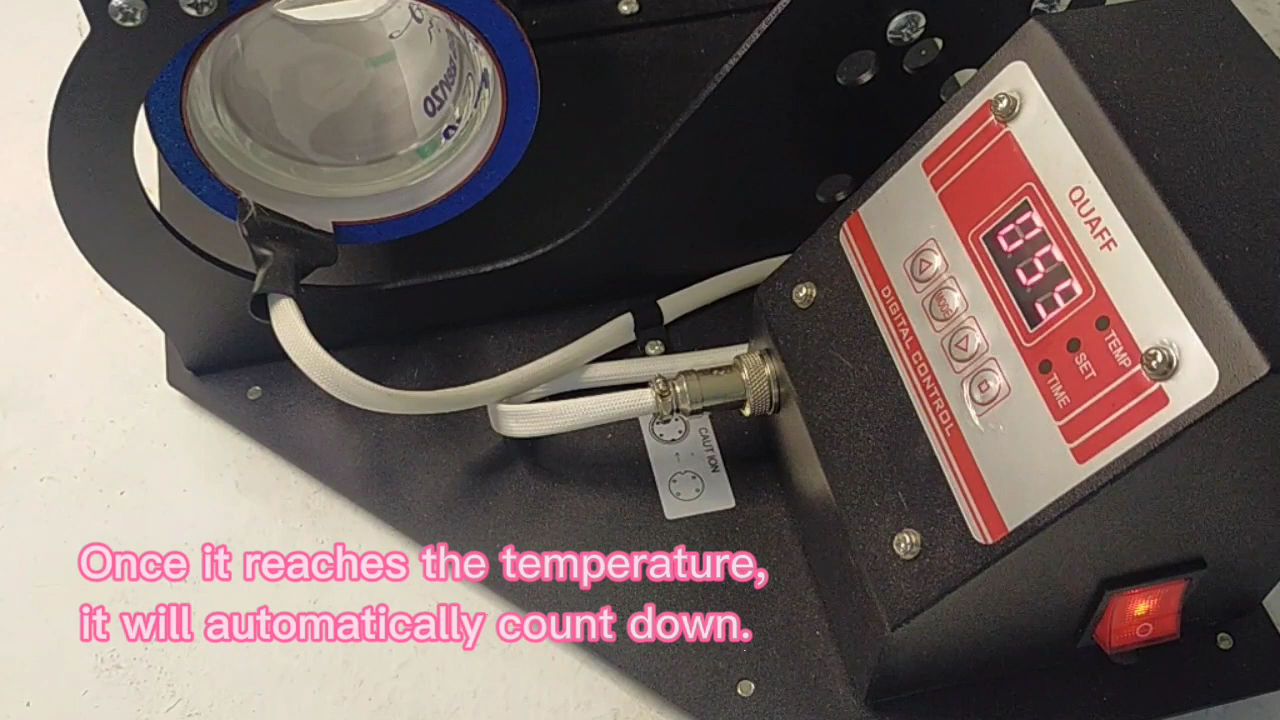 QUAFF
TEMP
SET
TIME
MODE
DIGITAL CONTROL
CAUT ION
Once it reaches the temperature,
it will automatically count down.